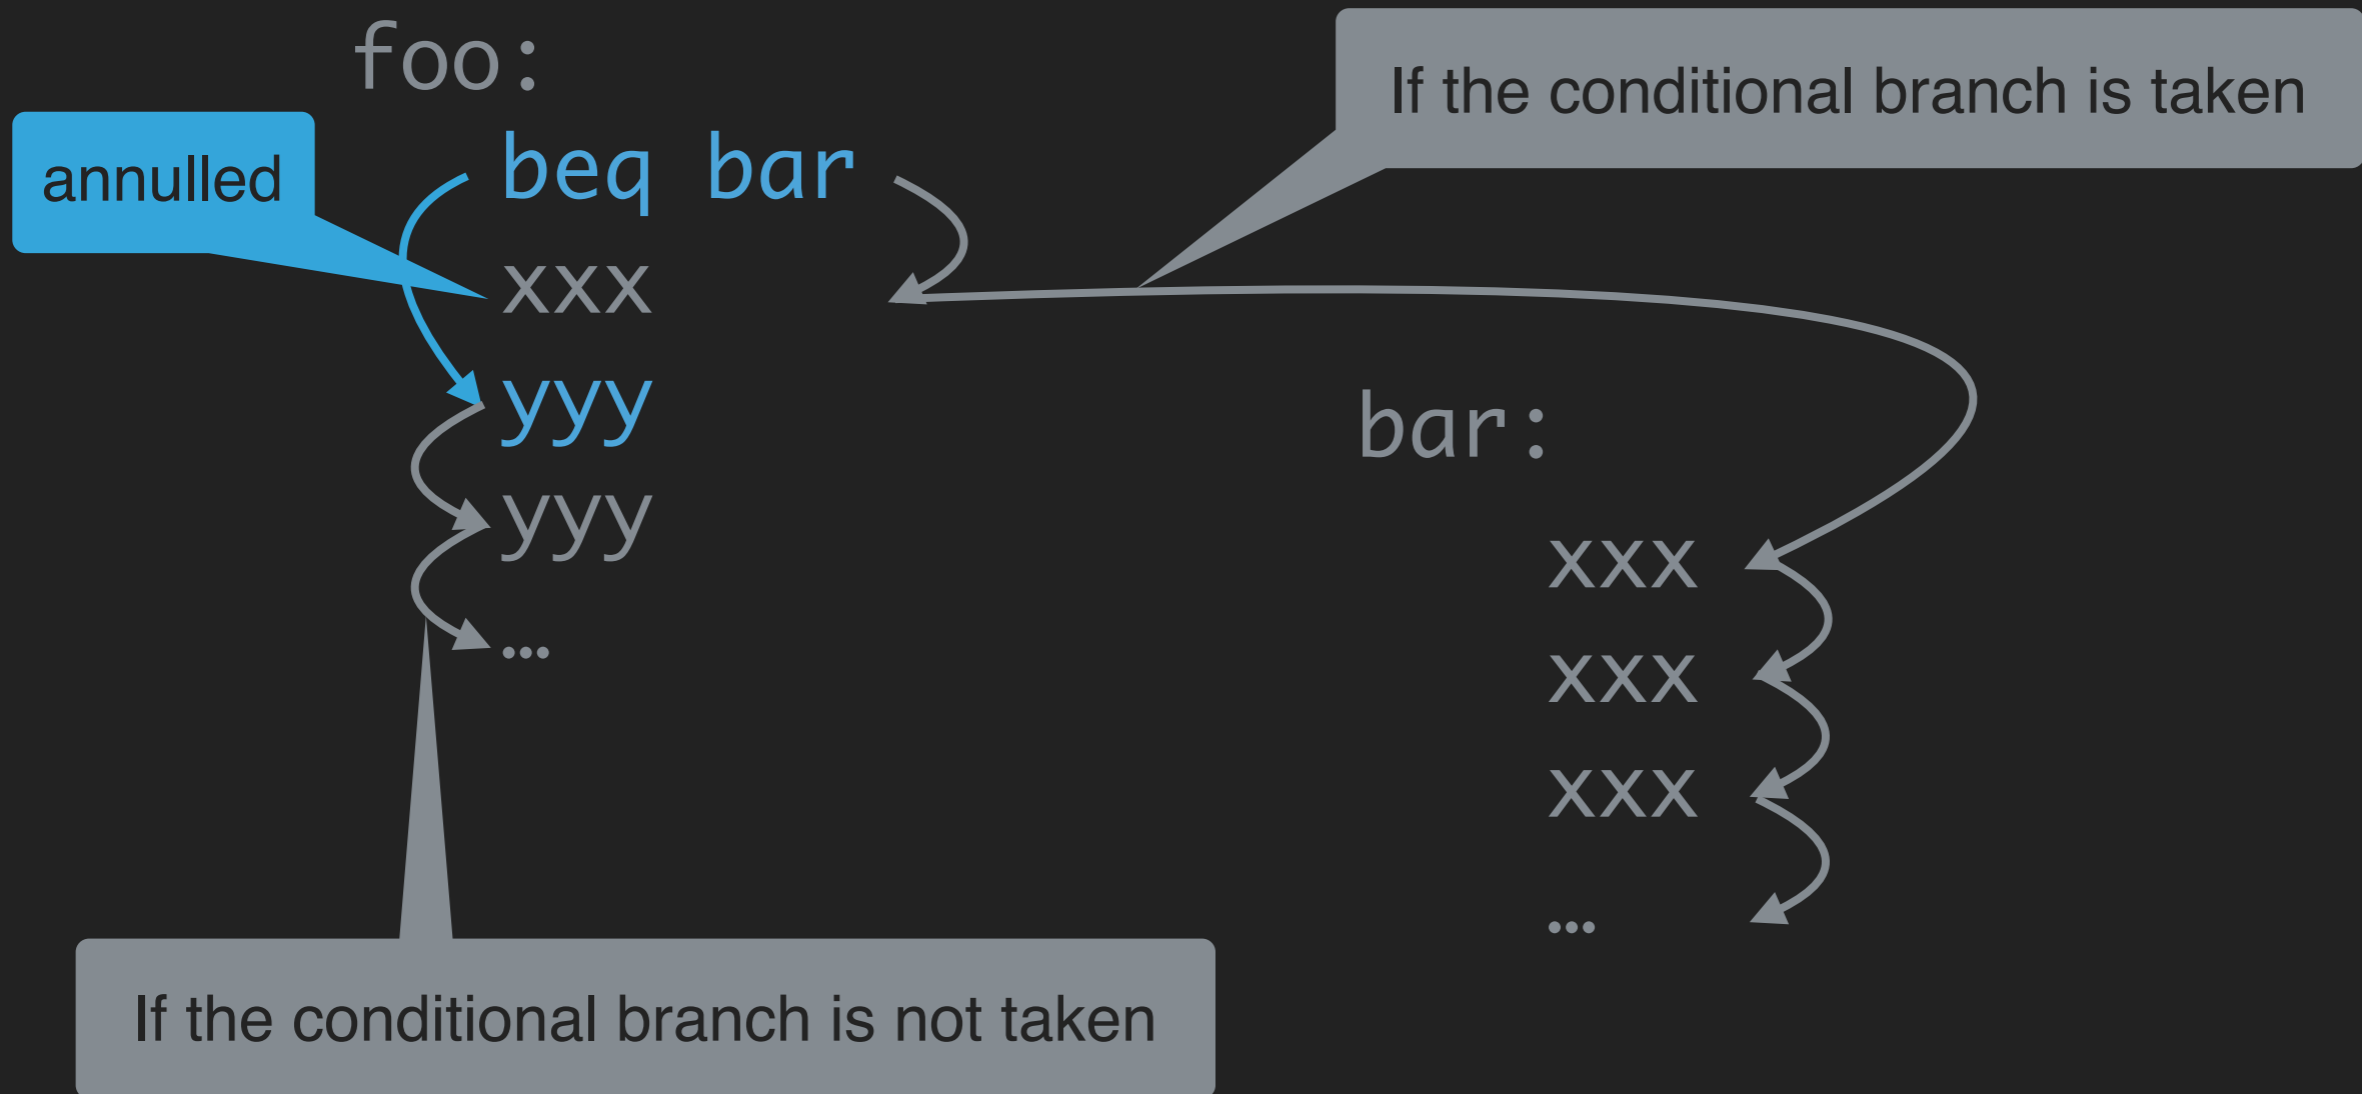 foo:
If the conditional branch is taken
annulled
beq bar
xxx
yyy
yyy
…
bar:
xxx
xxx
xxx
…
If the conditional branch is not taken